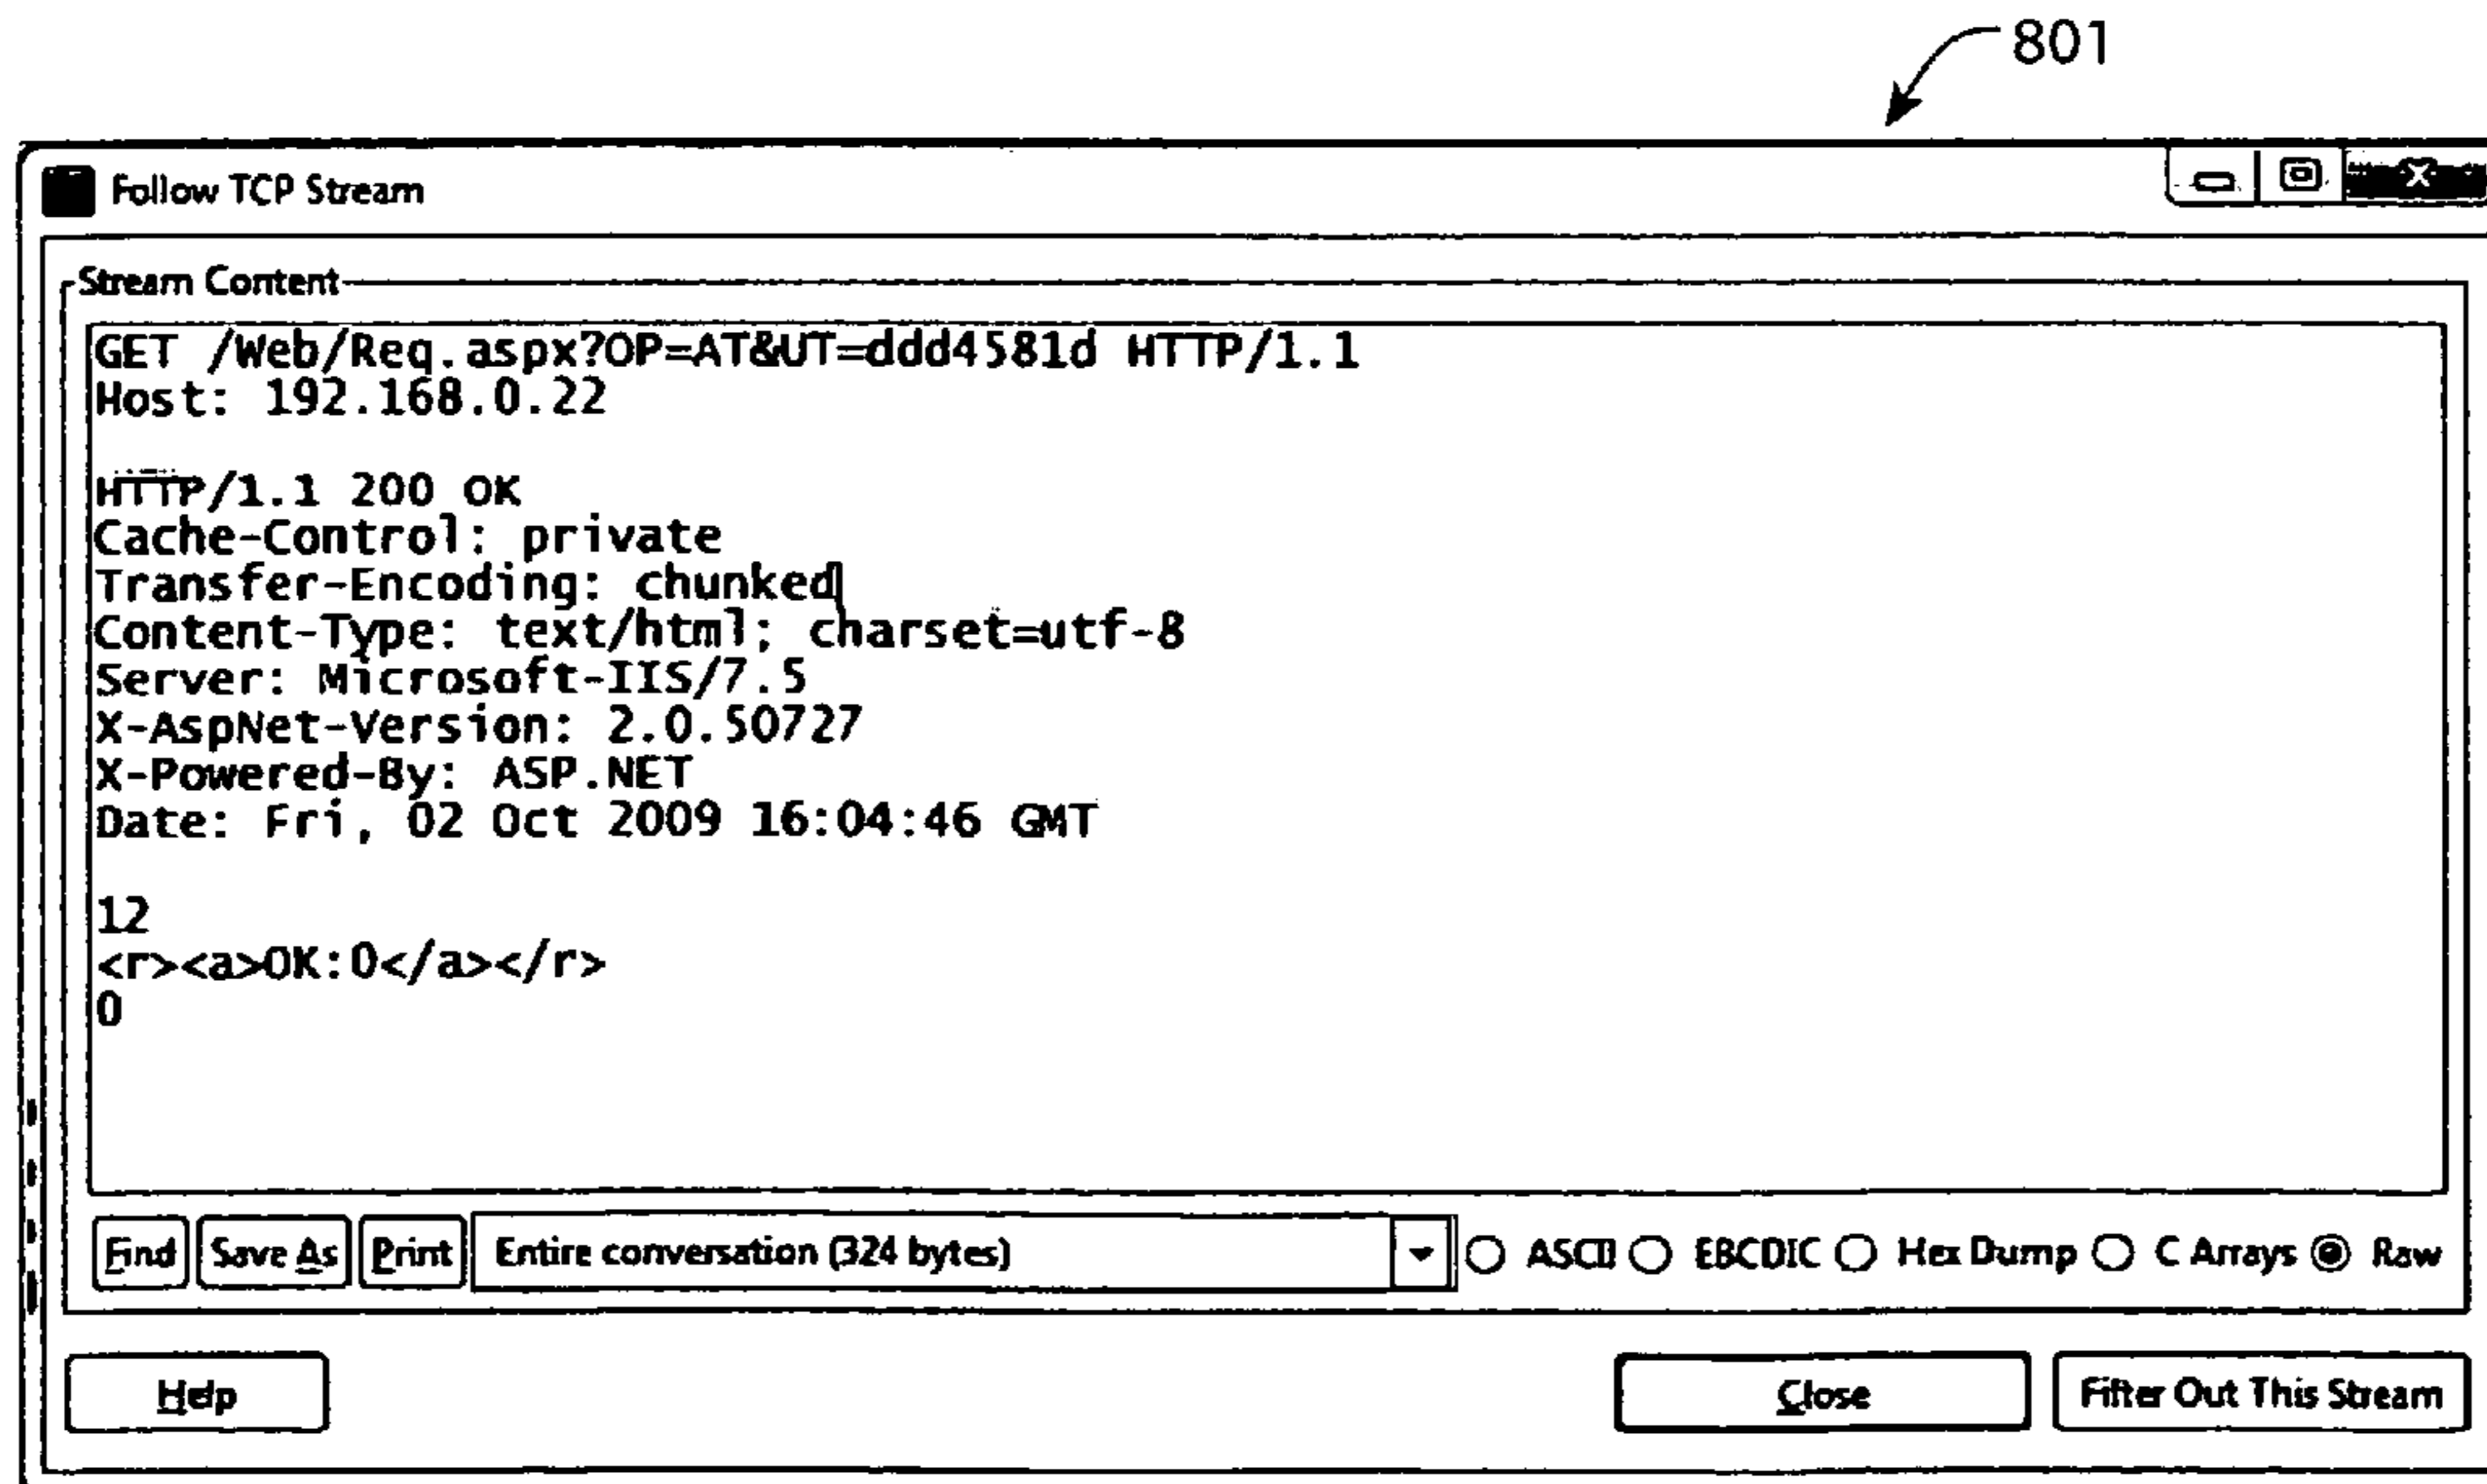 801
Follow TCP Stream
Stream Content
GET /Web/Req.aspx?OP=AT&UT=ddd4581d HTTP/1.1
Host: 192.168.0.22
HTTP/1.1 200 OK
Cache-Control: private
Transfer-Encoding: chunked
Content-Type: text/html; charset=utf-8
Server: Microsoft-IIS/7.5
X-AspNet-Version: 2.0.50727
X-Powered-By: ASP.NET
Date: Fri, 02 Oct 2009 16:04:46 GMT
12
<r><a>OK:0</a></r>
0
Find Save As Print Entire conversation (324 bytes) ASCII EBCDIC Hex Dump C Arrays Raw
Help Close Filter Out This Stream